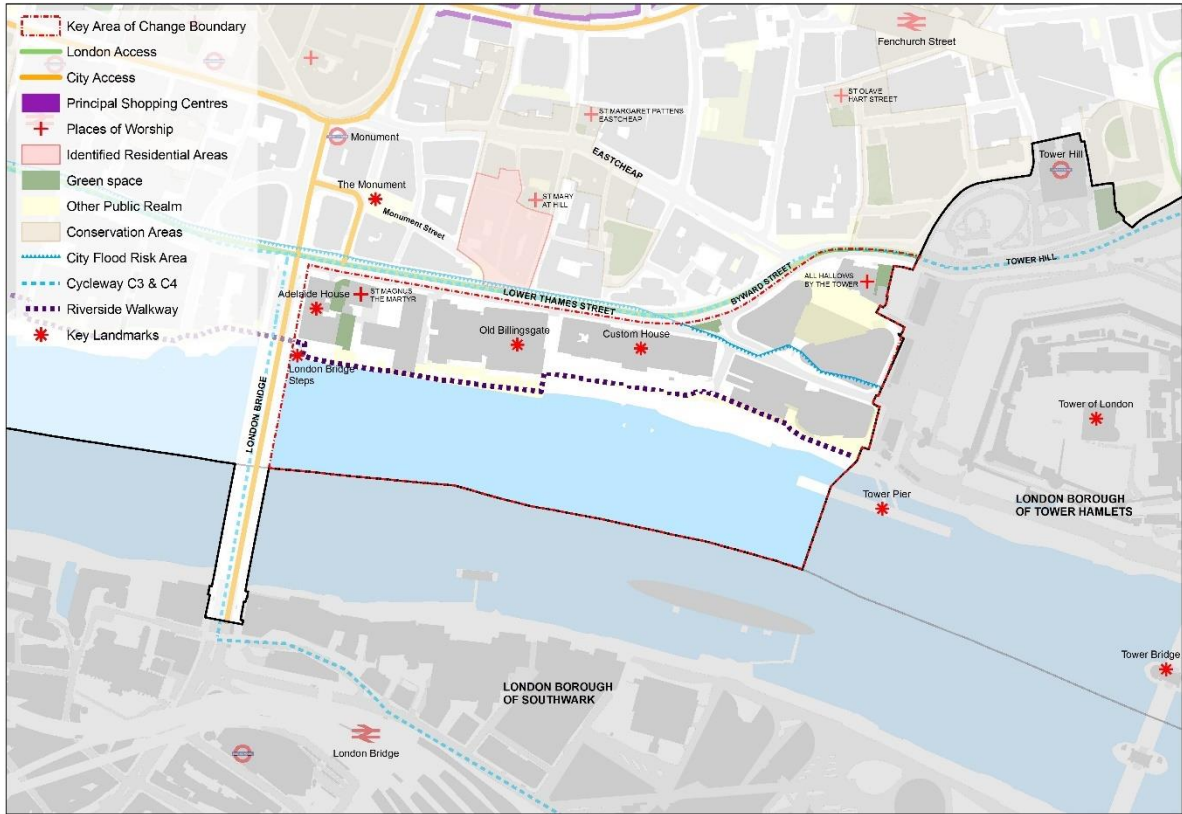 Key Area of Change Boundary
London Access
City Access
Principal Shopping Centres
Places of Worship
Identified Residential Areas
Green space
Other Public Realm
Conservation Areas
City Flood Risk Area
Cycleway C3 & C4
Riverside Walkway
Key Landmarks
Fenchurch Street
ST OLAVE
HART STREET
ST MARGARET PATTENS
EASTCHEAP
Monument
EASTCHEAP
Tower Hill
The Monument
ST MARY
AT HILL
Monument Street
TOWER HILL
BYWARD STREET
ALL HALLOWS
BY THE TOWER
LOWER THAMES STREET
Adelaide House
ST MAGNUS
THE MARTYR
Old Billingsgate
Custom House
London Bridge
Steps
LONDON BRIDGE
Tower of London
Tower Pier
LONDON BOROUGH
OF TOWER HAMLETS
Tower Bridge
LONDON BOROUGH
OF SOUTHWARK
London Bridge